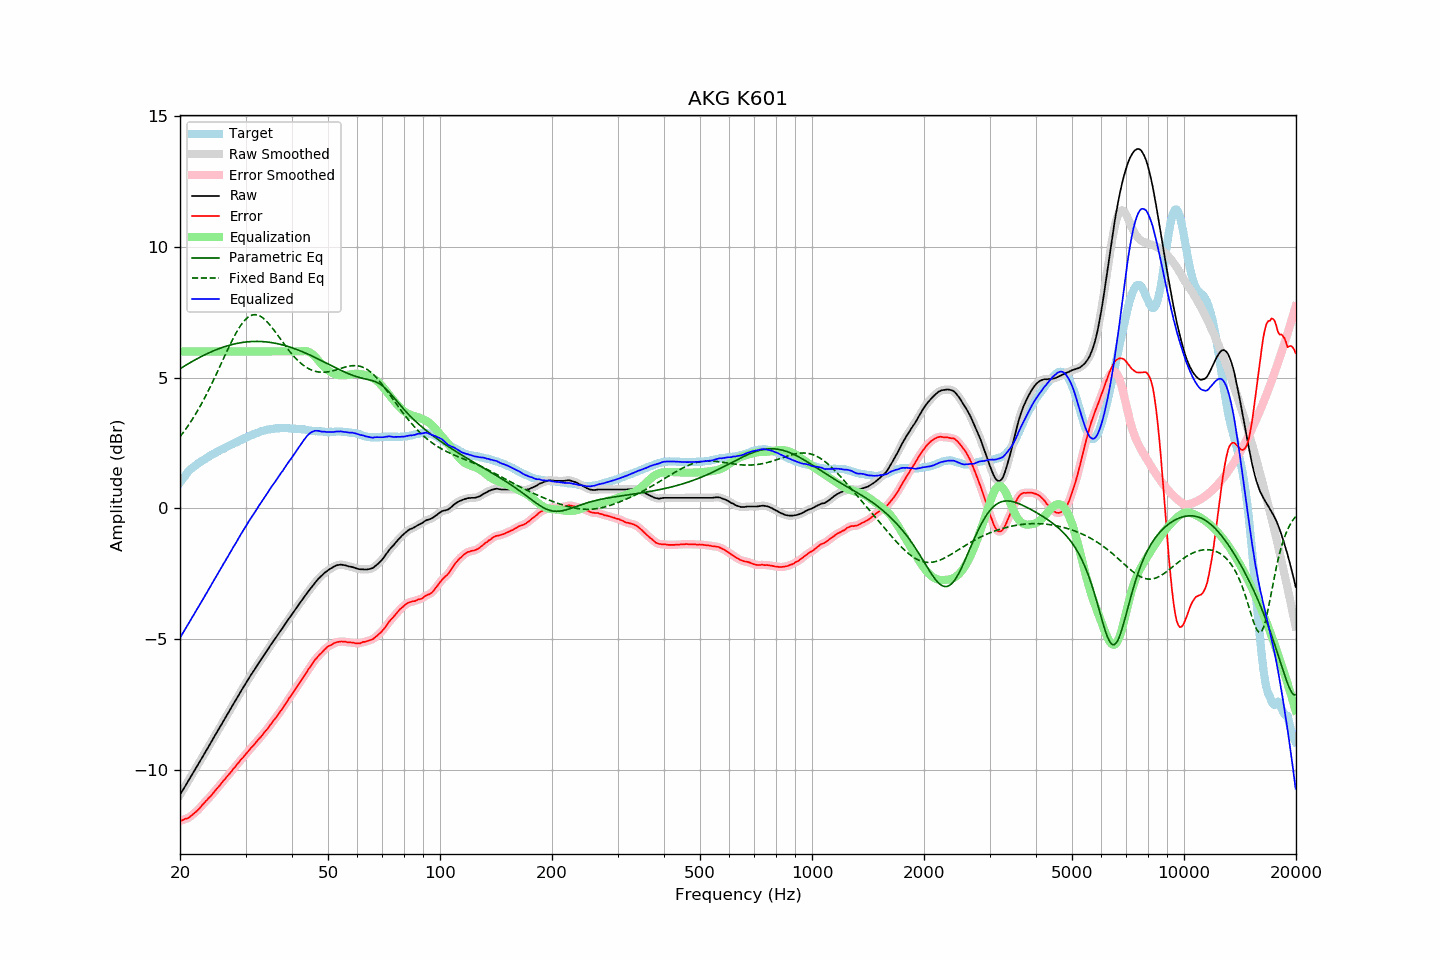 AKG K601
15
10
5
0
−5
−10
Amplitude (dBr)
Target
Raw Smoothed
Error Smoothed
Raw
Error
Equalization
Parametric Eq
Fixed Band Eq
Equalized
20 50 100 200 500 1000 2000 5000 10000 20000
Frequency (Hz)